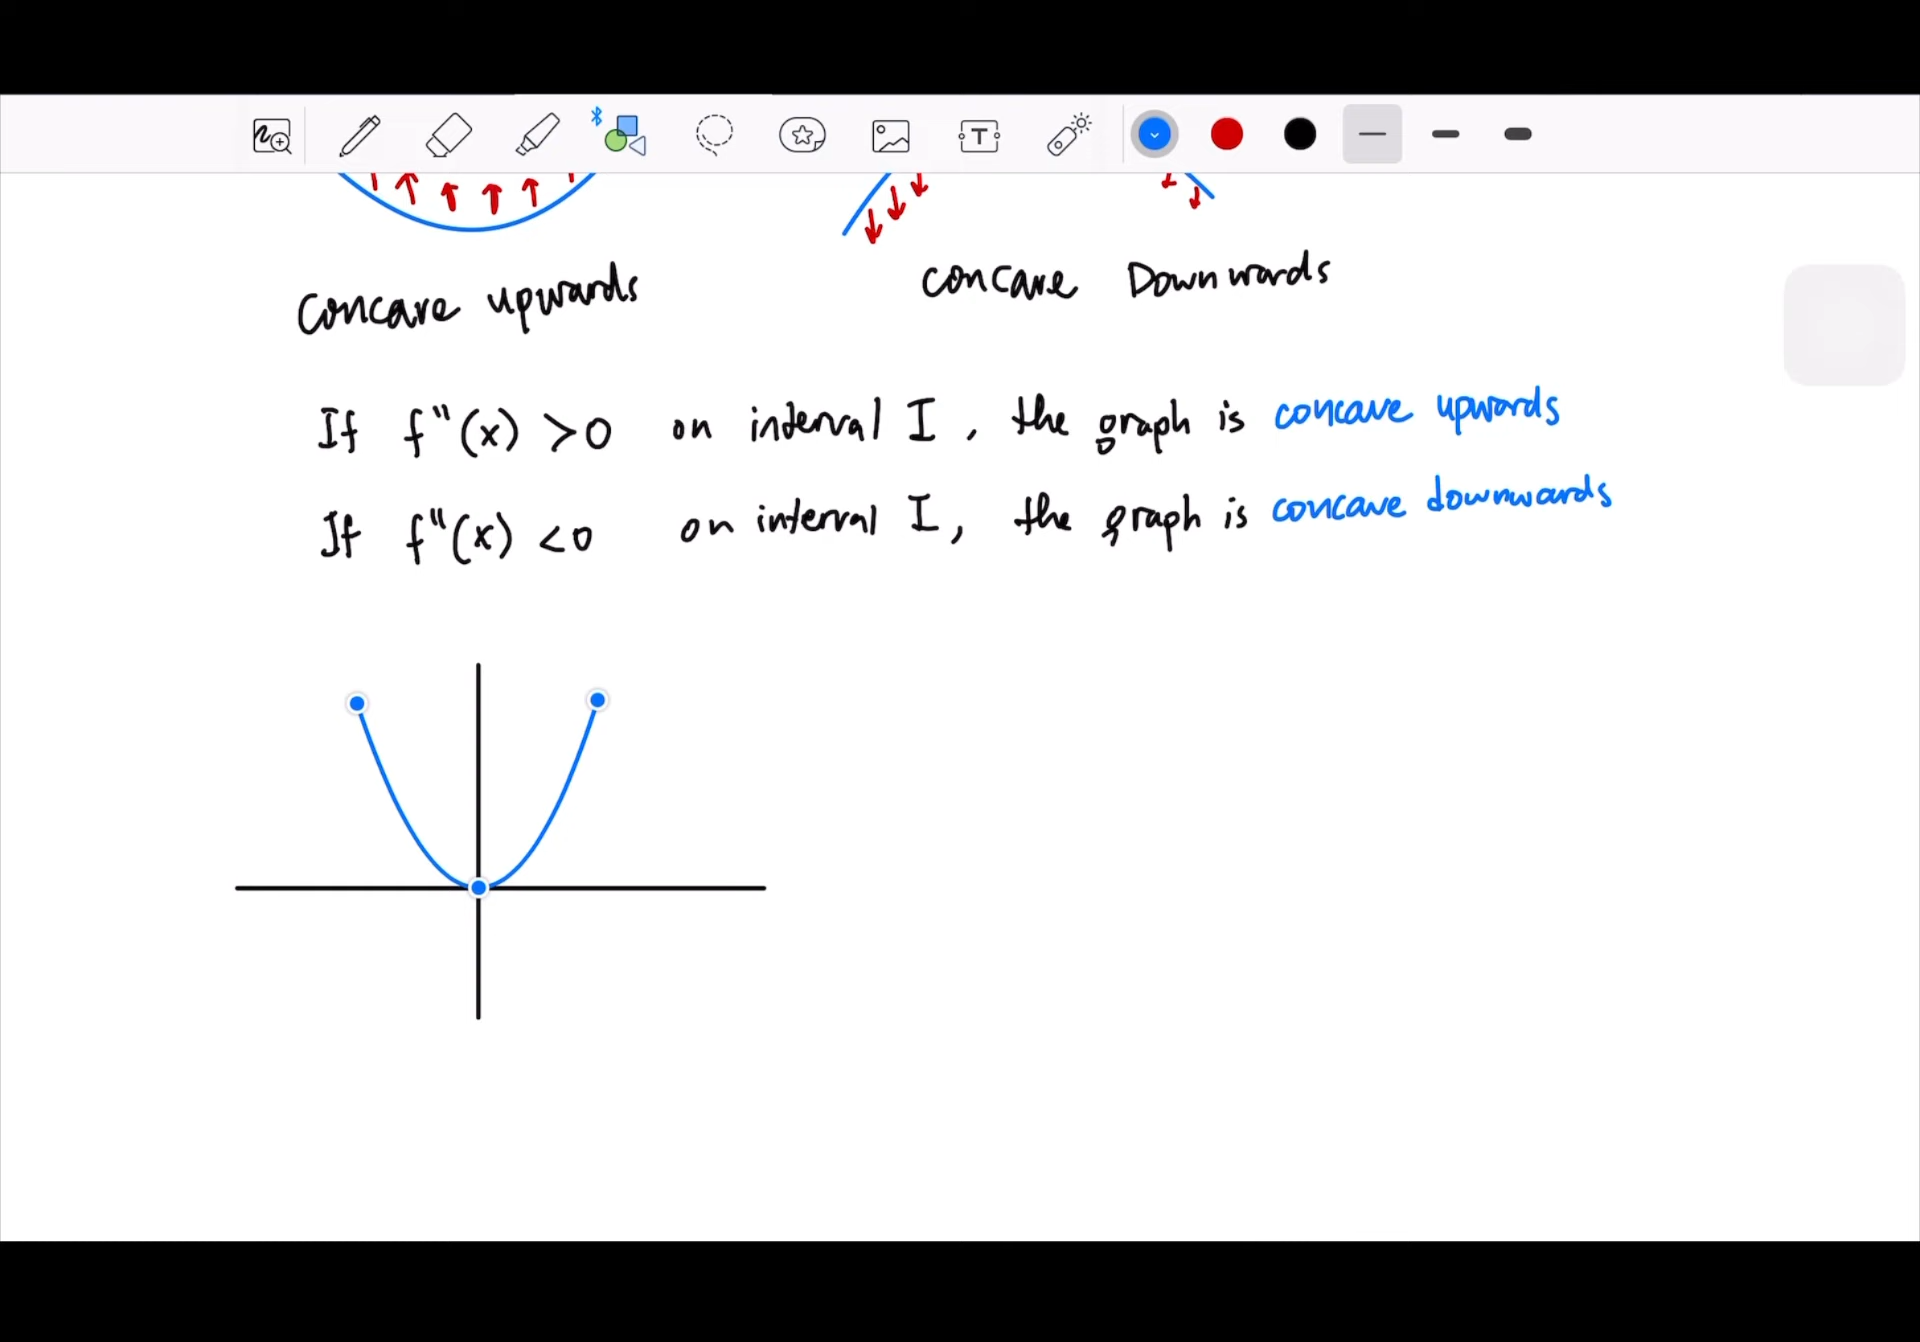 concave upwards
concave Downwards
If f"(x) >0 on interval I, the graph is concave upwards
If f"(x) <0 on interval I, the graph is concave downwards